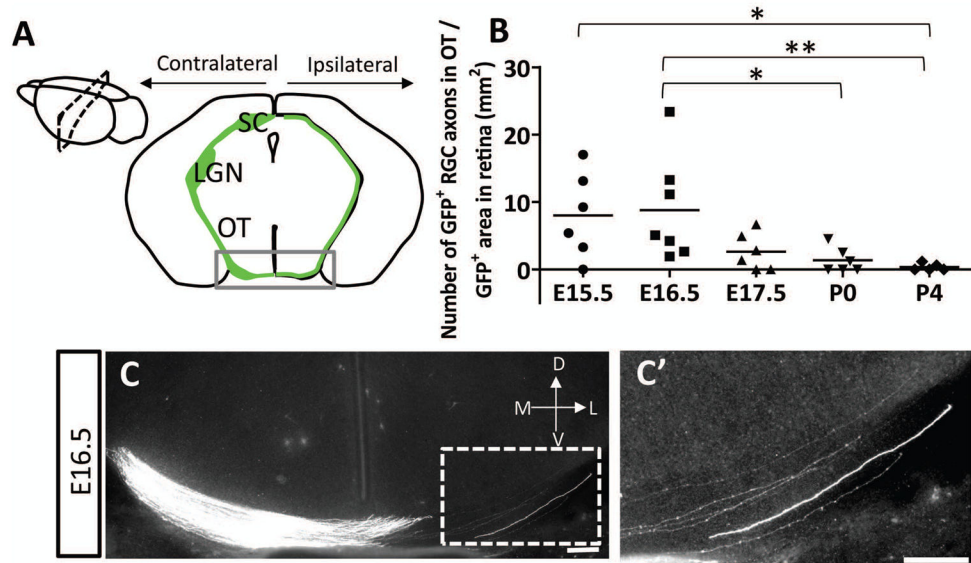 A
Contralateral
Ipsilateral
SC
LGN
OT
B
Number of GFP⁺ RGC axons in OT /
GFP⁺ area in retina (mm²)
*
**
*
30
20
10
0
E15.5 E16.5 E17.5 P0 P4
E16.5
C
D
M L
V
C’